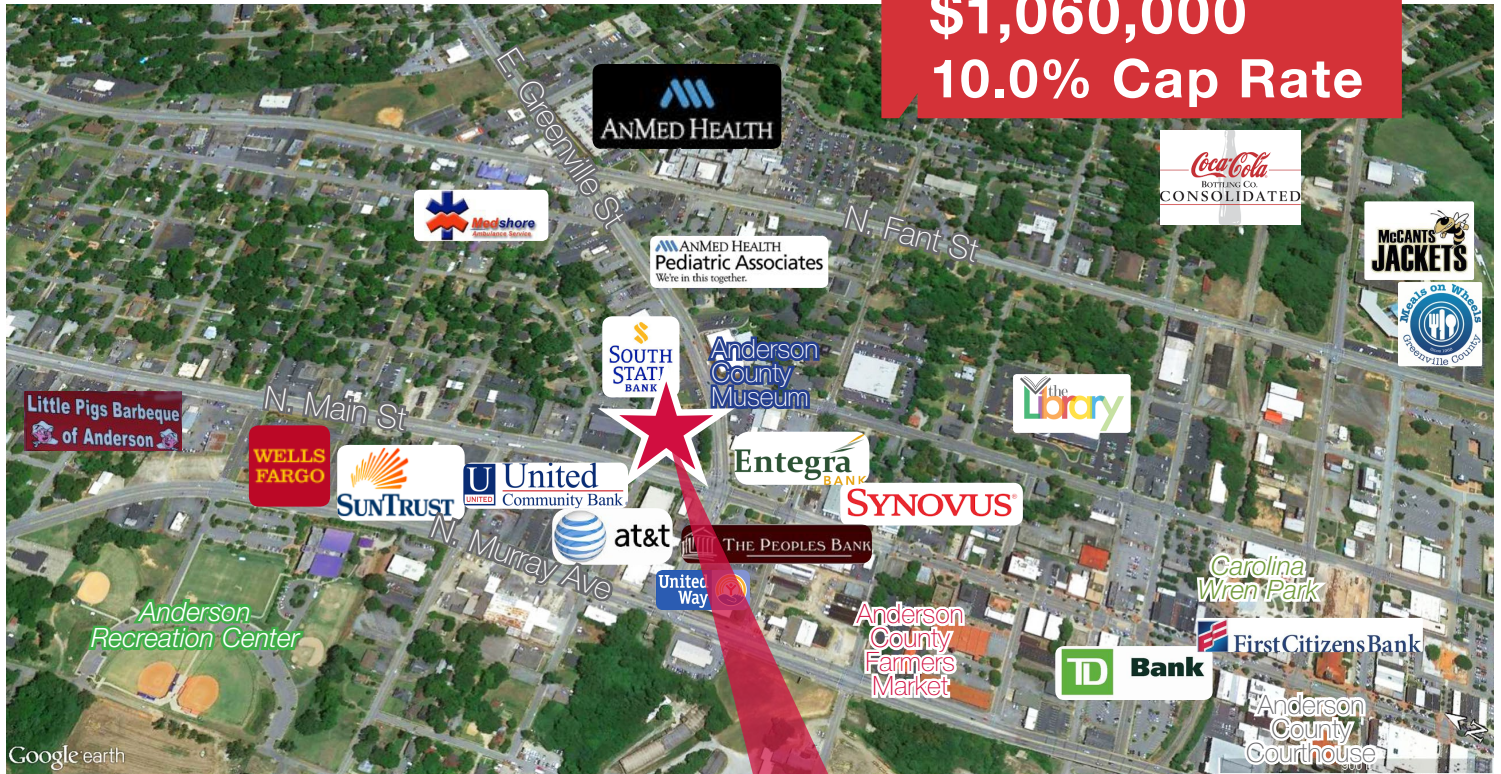 $1,060,000
10.0% Cap Rate
E. Greenville St
ANMED HEALTH
Coca-Cola
BOTTLING CO.
CONSOLIDATED
Medshore
Ambulance Service
N. Fant St
McCANTS
JACKETS
ANMED HEALTH
Pediatric Associates
We're in this together.
Meals on Wheels
Greenville County
SOUTH
STATE
BANK
Anderson
County
Museum
the
Library
Little Pigs Barbeque
of Anderson
N. Main St
WELLS
FARGO
SUNTRUST
U
UNITED
United
Community Bank
Entegra
BANK
SYNOVUS
at&t
THE PEOPLES BANK
N. Murray Ave
United
Way
Carolina
Wren Park
Anderson
Recreation Center
Anderson
County
Farmers
Market
First Citizens Bank
TD Bank
Anderson
County
Courthouse
N
Google earth